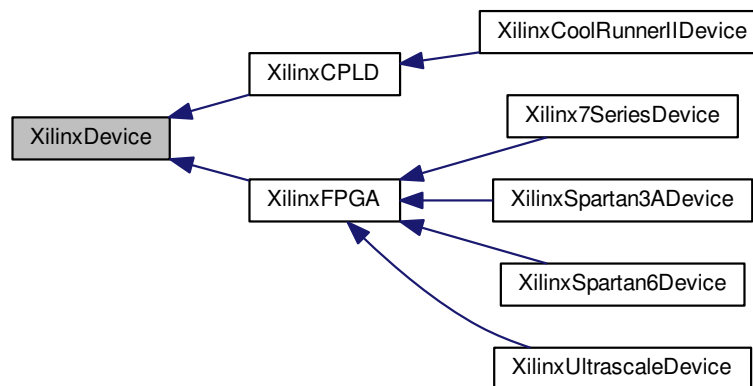 XilinxCoolRunnerIIDevice
XilinxCPLD
Xilinx7SeriesDevice
XilinxDevice
XilinxFPGA
XilinxSpartan3ADevice
XilinxSpartan6Device
XilinxUltrascaleDevice